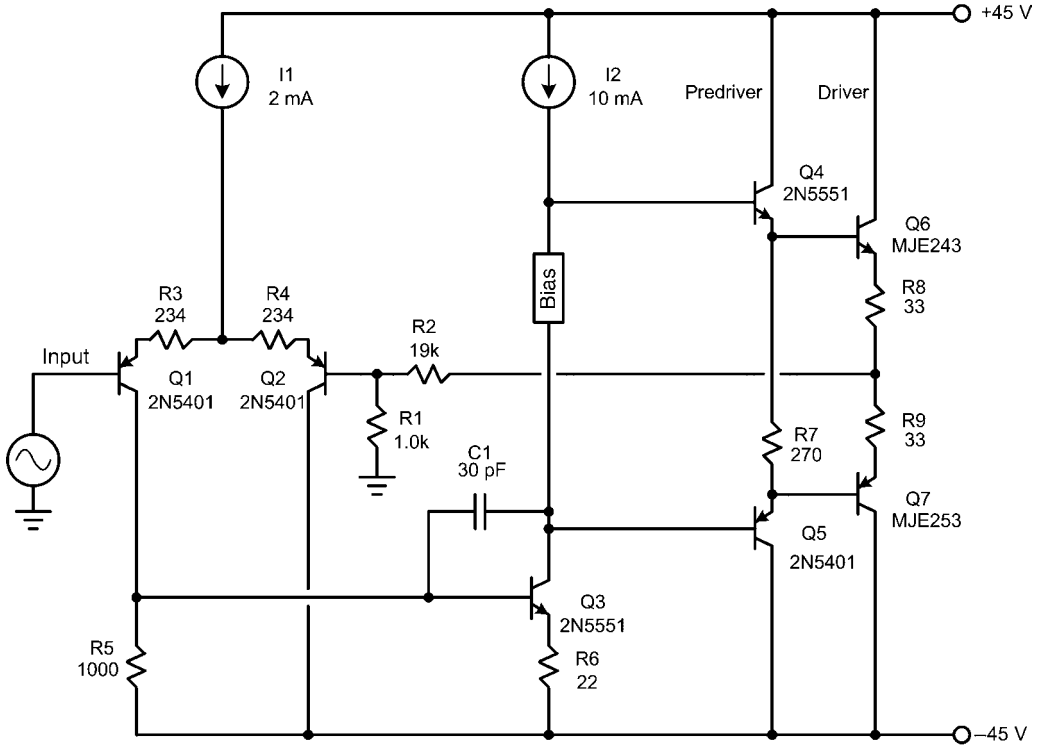 +45 V
I1
2 mA
I2
10 mA
Predriver
Driver
Q4
2N5551
Q6
MJE243
R3
234
R4
234
Bias
R8
33
R2
19k
Input
Q1
2N5401
Q2
2N5401
R1
1.0k
R9
33
R7
270
C1
30 pF
Q7
MJE253
Q5
2N5401
Q3
2N5551
R5
1000
R6
22
–45 V